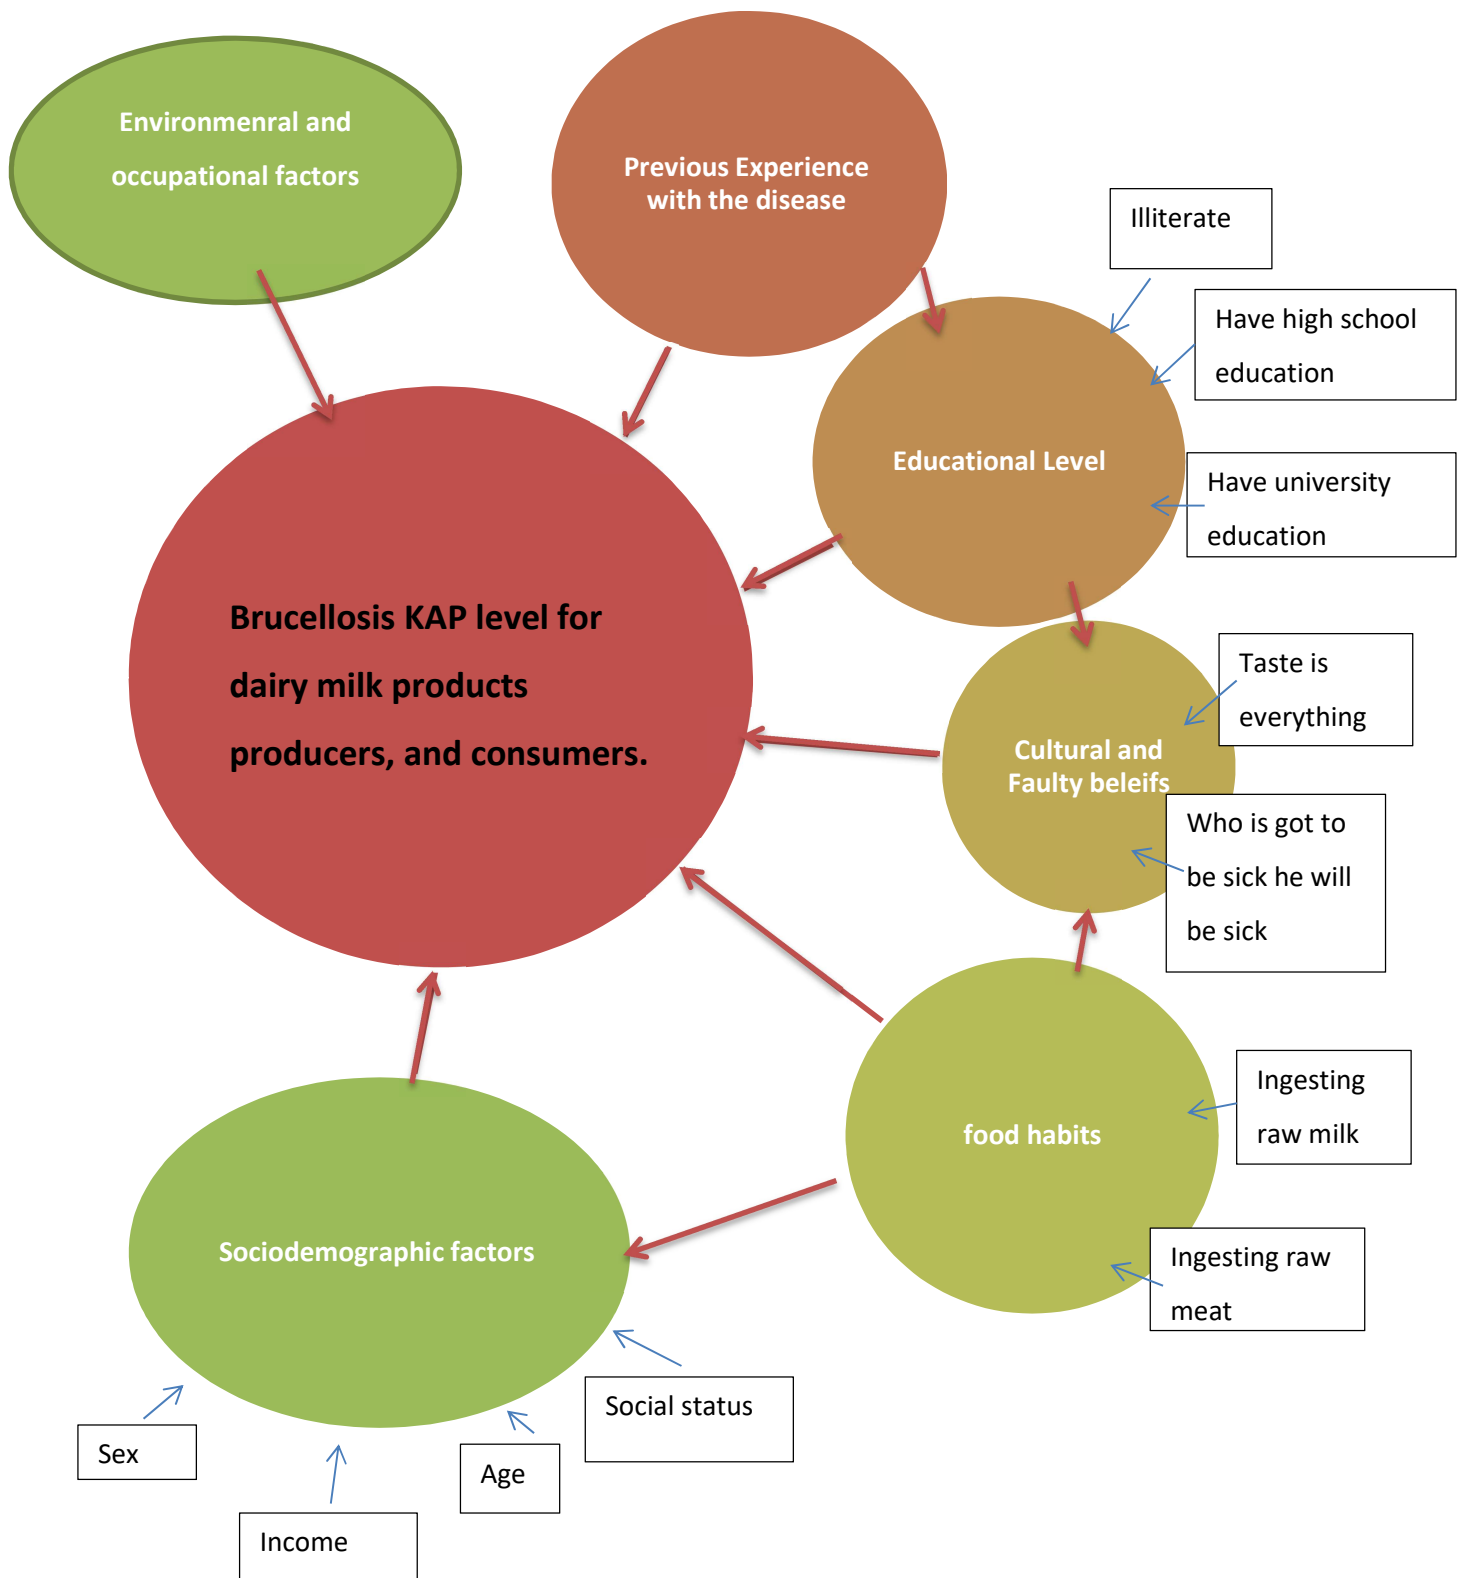 Environmenral and
occupational factors
Previous Experience
with the disease
Illiterate
Have high school
education
Educational Level
Have university
education
Brucellosis KAP level for
dairy milk products
producers, and consumers.
Taste is
everything
Cultural and
Faulty beleifs
Who is got to
be sick he will
be sick
Ingesting
raw milk
food habits
Sociodemographic factors
Ingesting raw
meat
Social status
Sex
Age
Income